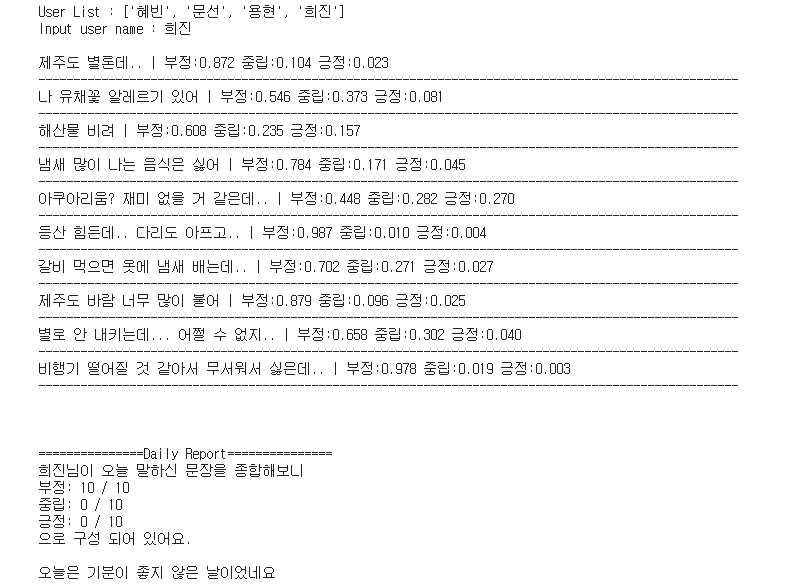 User List : ['혜빈', '문선', '용현', '희진']
Input user name : 희진
제주도 별론데.. | 부정:0.872 중립:0.104 긍정:0.023
나 유채꽃 알레르기 있어 | 부정:0.546 중립:0.373 긍정:0.081
해산물 비려 | 부정:0.608 중립:0.235 긍정:0.157
냄새 많이 나는 음식은 싫어 | 부정:0.784 중립:0.171 긍정:0.045
아쿠아리움? 재미 없을 거 같은데.. | 부정:0.448 중립:0.282 긍정:0.270
등산 힘든데.. 다리도 아프고.. | 부정:0.987 중립:0.010 긍정:0.004
갈비 먹으면 옷에 냄새 배는데.. | 부정:0.702 중립:0.271 긍정:0.027
제주도 바람 너무 많이 불어 | 부정:0.879 중립:0.096 긍정:0.025
별로 안 내키는데... 어쩔 수 없지.. | 부정:0.658 중립:0.302 긍정:0.040
비행기 떨어질 것 같아서 무서워서 싫은데.. | 부정:0.978 중립:0.019 긍정:0.003
===============Daily Report===============
희진님이 오늘 말하신 문장을 종합해보니
부정: 10 / 10
중립: 0 / 10
긍정: 0 / 10
으로 구성 되어 있어요.
오늘은 기분이 좋지 않은 날이었네요